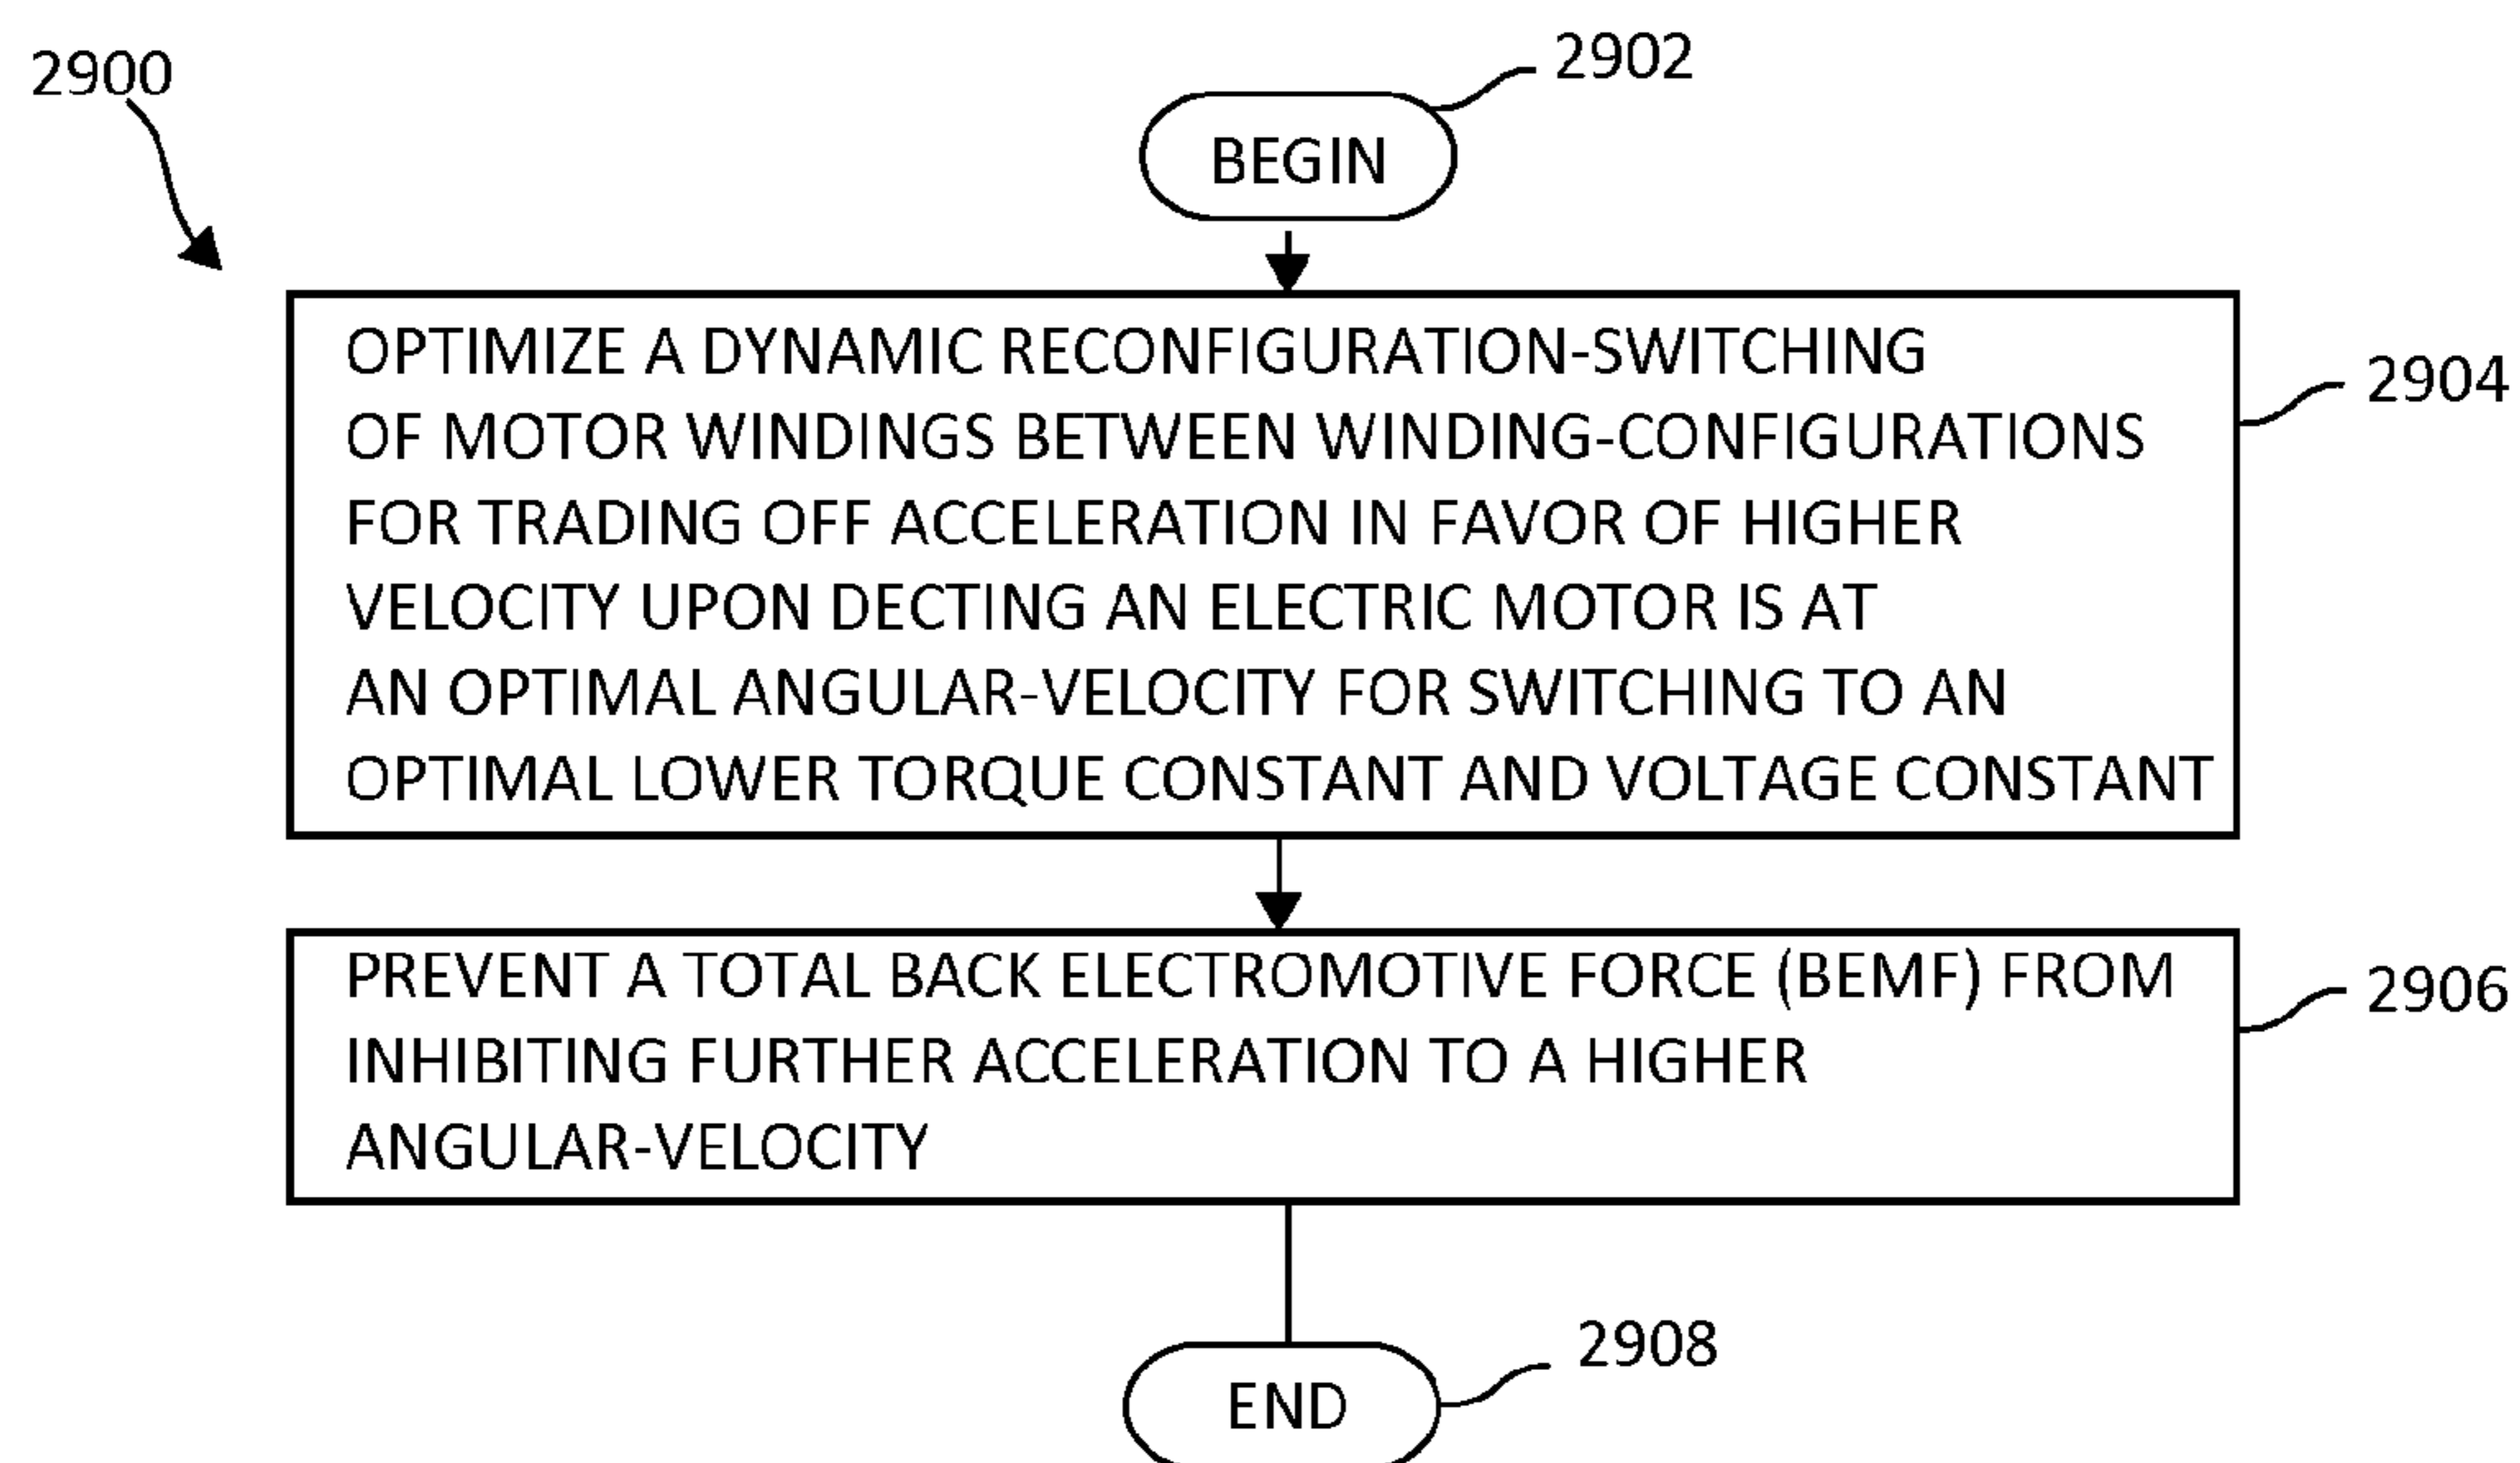 2900
2902
BEGIN
OPTIMIZE A DYNAMIC RECONFIGURATION-SWITCHING
OF MOTOR WINDINGS BETWEEN WINDING-CONFIGURATIONS
FOR TRADING OFF ACCELERATION IN FAVOR OF HIGHER
VELOCITY UPON DECTING AN ELECTRIC MOTOR IS AT
AN OPTIMAL ANGULAR-VELOCITY FOR SWITCHING TO AN
OPTIMAL LOWER TORQUE CONSTANT AND VOLTAGE CONSTANT
2904
PREVENT A TOTAL BACK ELECTROMOTIVE FORCE (BEMF) FROM
INHIBITING FURTHER ACCELERATION TO A HIGHER
ANGULAR-VELOCITY
2906
2908
END